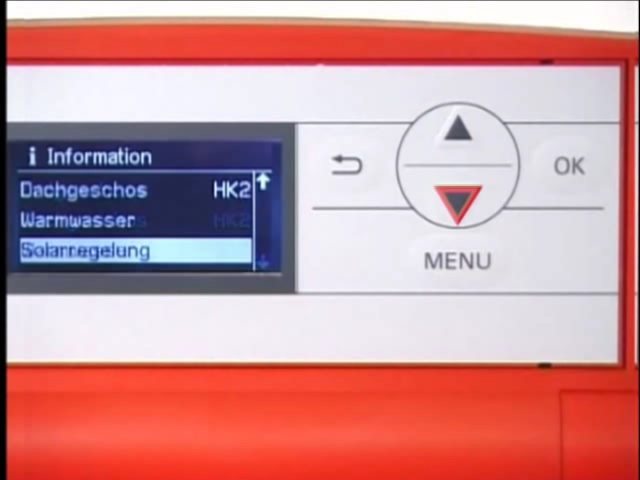 i Information
Dachgeschos HK2
Warmwasser
Solarregelung
OK
MENU